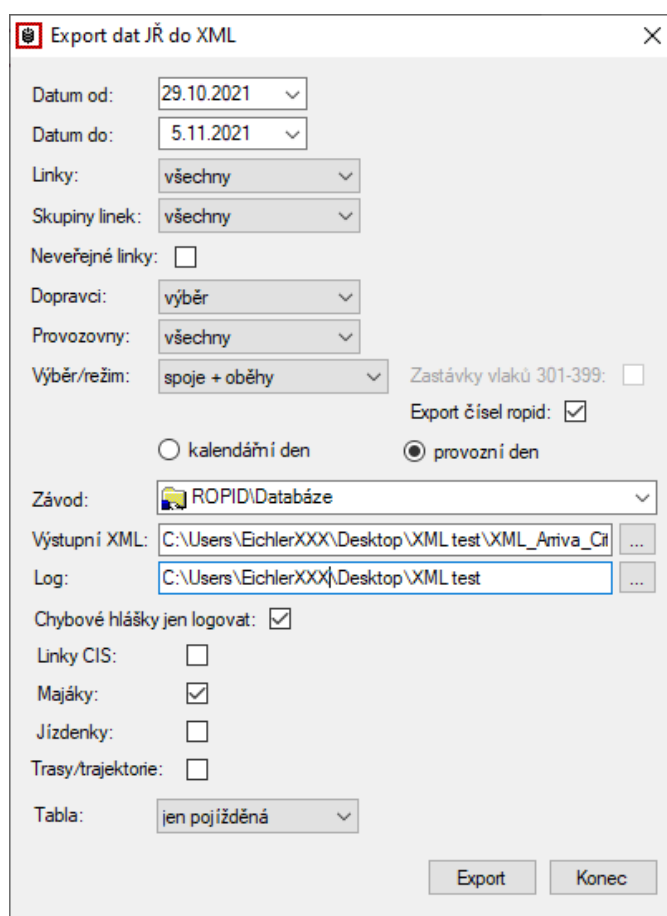 Export dat JŘ do XML
Datum od: 29.10.2021
Datum do: 5.11.2021
Linky: všechny
Skupiny linek: všechny
Neveřejné linky:
Dopravci: výběr
Provozovny: všechny
Výběr/režim: spoje + oběhy Zastávky vlaků 301-399:
Export čísel ropid:
kalendářní den provozní den
Závod: ROPID\Databáze
Výstupní XML: C:\Users\EichlerXXX\Desktop\XML test\XML_Arriva_Cit ...
Log: C:\Users\EichlerXXX\Desktop\XML test ...
Chybové hlášky jen logovat:
Linky CIS:
Majáky:
Jízdenky:
Trasy/trajektorie:
Tabla: jen pojížděná
Export Konec